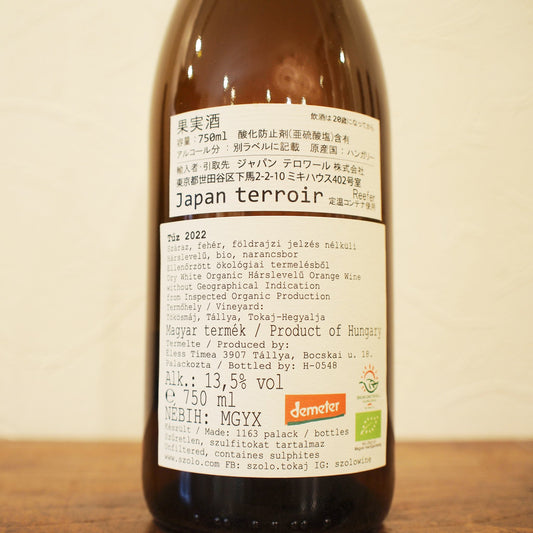 果実酒
飲酒は20歳になってから
容量：750ml 酸化防止剤(亜硫酸塩)含有
アルコール分：別ラベルに記載 原産国：ハンガリー
輸入者・引取先 ジャパン テロワール 株式会社
東京都世田谷区下馬2-2-10ミキハウス402号室
Japan terroir Reefer
定温コンテナ使用
Tűz 2022
Száraz, fehér, földrajzi jelzés nélküli
Hárslevelű, bio, narancsbor
Ellenőrzött ökológiai termelésből
Dry White Organic Hárslevelű Orange Wine
without Geographical Indication
from Inspected Organic Production
Termőhely / Vineyard:
Tökösmáj, Tállya, Tokaj-Hegyalja
Magyar termék / Product of Hungary
Termelte / Produced by:
Éless Tímea 3907 Tállya, Bocskai u. 18.
Palackozta / Bottled by: H-0548
Alk.: 13,5% vol
℮ 750 ml
NÉBIH: MGYX
demeter
Készült / Made: 1163 palack / bottles
Szűretlen, szulfitokat tartalmaz
Unfiltered, containes sulphites
www.szolo.com FB: szolo.tokaj IG: szolowine